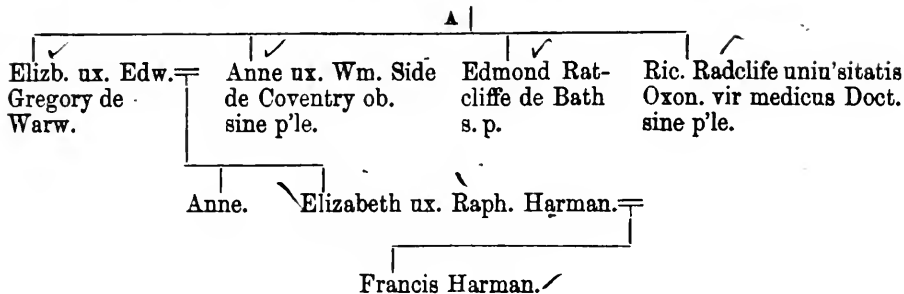 A
Elizb. ux. Edw.
Gregory de
Warw.
Anne ux. Wm. Side
de Coventry ob.
sine p'le.
Edmond Rat-
cliffe de Bath
s. p.
Ric. Radclife uniu'sitatis
Oxon. vir medicus Doct.
sine p'le.
Anne.
Elizabeth ux. Raph. Harman.
Francis Harman.